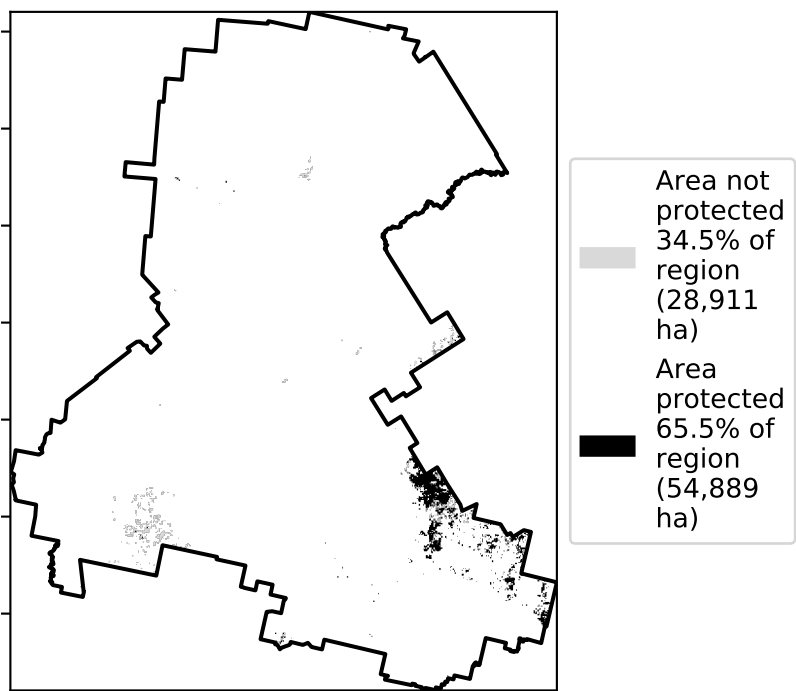 Area not
protected
34.5% of
region
(28,911
ha)
Area
protected
65.5% of
region
(54,889
ha)